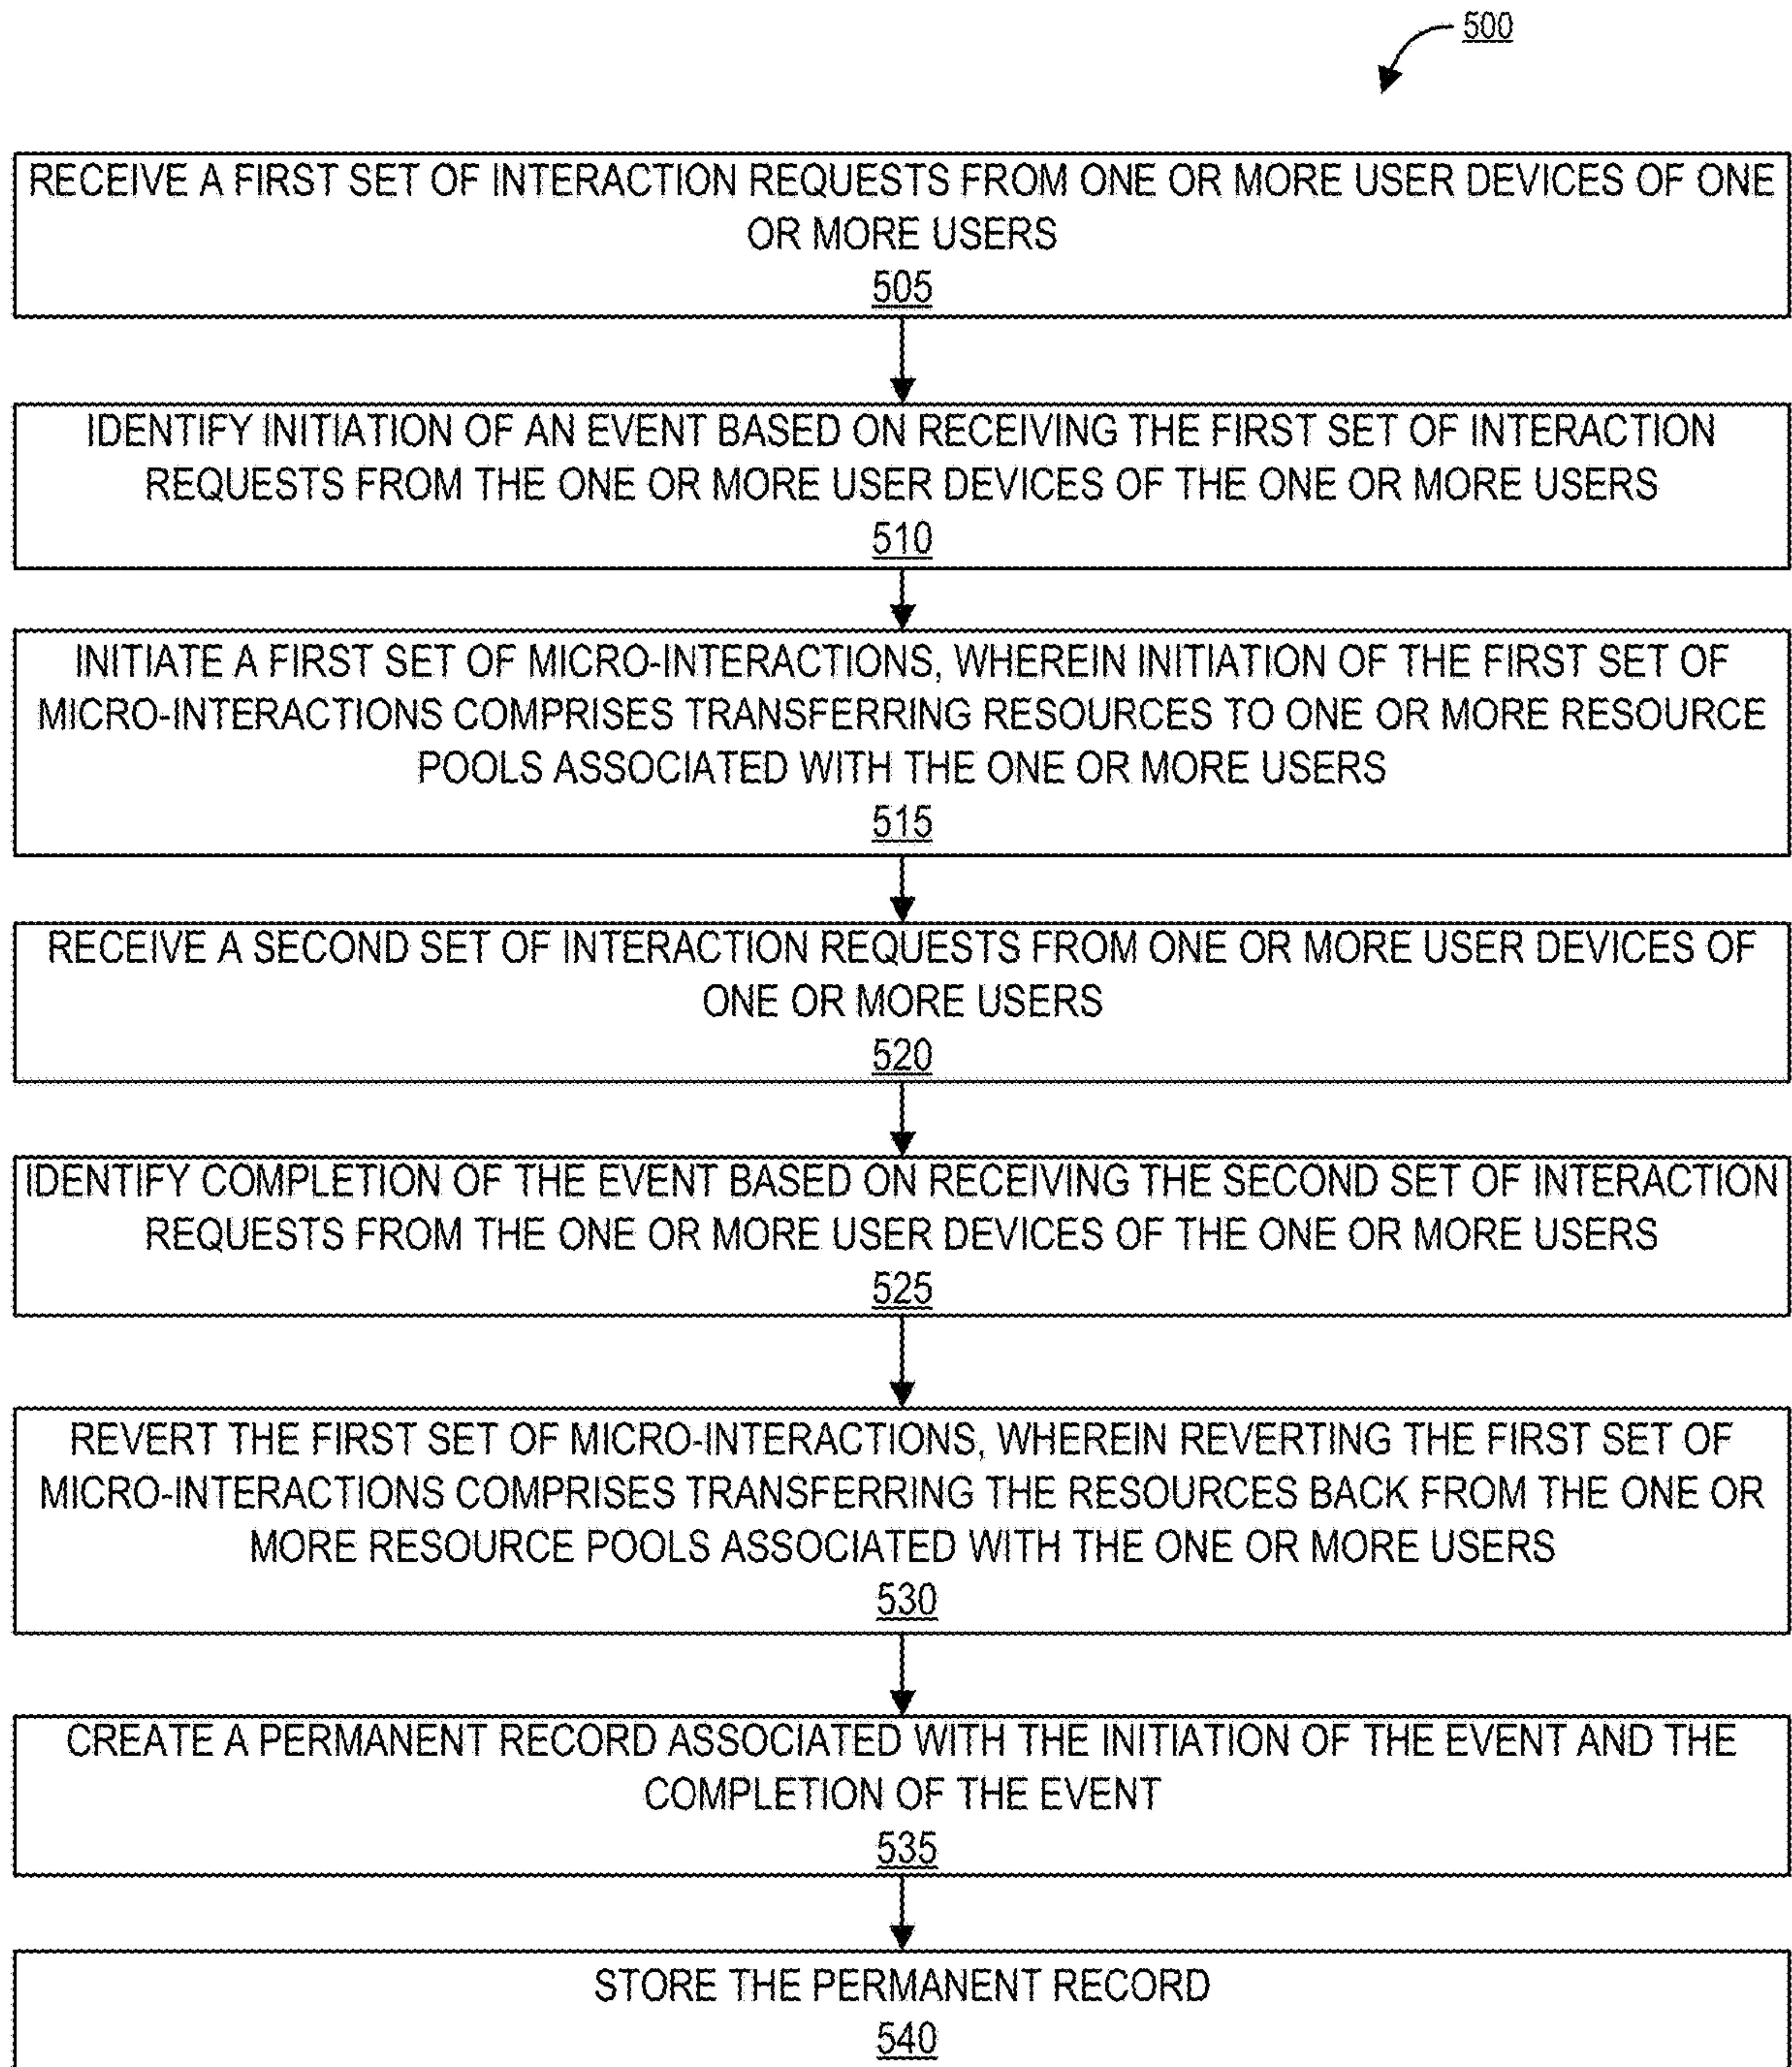 500
RECEIVE A FIRST SET OF INTERACTION REQUESTS FROM ONE OR MORE USER DEVICES OF ONE
OR MORE USERS
505
IDENTIFY INITIATION OF AN EVENT BASED ON RECEIVING THE FIRST SET OF INTERACTION
REQUESTS FROM THE ONE OR MORE USER DEVICES OF THE ONE OR MORE USERS
510
INITIATE A FIRST SET OF MICRO-INTERACTIONS, WHEREIN INITIATION OF THE FIRST SET OF
MICRO-INTERACTIONS COMPRISES TRANSFERRING RESOURCES TO ONE OR MORE RESOURCE
POOLS ASSOCIATED WITH THE ONE OR MORE USERS
515
RECEIVE A SECOND SET OF INTERACTION REQUESTS FROM ONE OR MORE USER DEVICES OF
ONE OR MORE USERS
520
IDENTIFY COMPLETION OF THE EVENT BASED ON RECEIVING THE SECOND SET OF INTERACTION
REQUESTS FROM THE ONE OR MORE USER DEVICES OF THE ONE OR MORE USERS
525
REVERT THE FIRST SET OF MICRO-INTERACTIONS, WHEREIN REVERTING THE FIRST SET OF
MICRO-INTERACTIONS COMPRISES TRANSFERRING THE RESOURCES BACK FROM THE ONE OR
MORE RESOURCE POOLS ASSOCIATED WITH THE ONE OR MORE USERS
530
CREATE A PERMANENT RECORD ASSOCIATED WITH THE INITIATION OF THE EVENT AND THE
COMPLETION OF THE EVENT
535
STORE THE PERMANENT RECORD
540